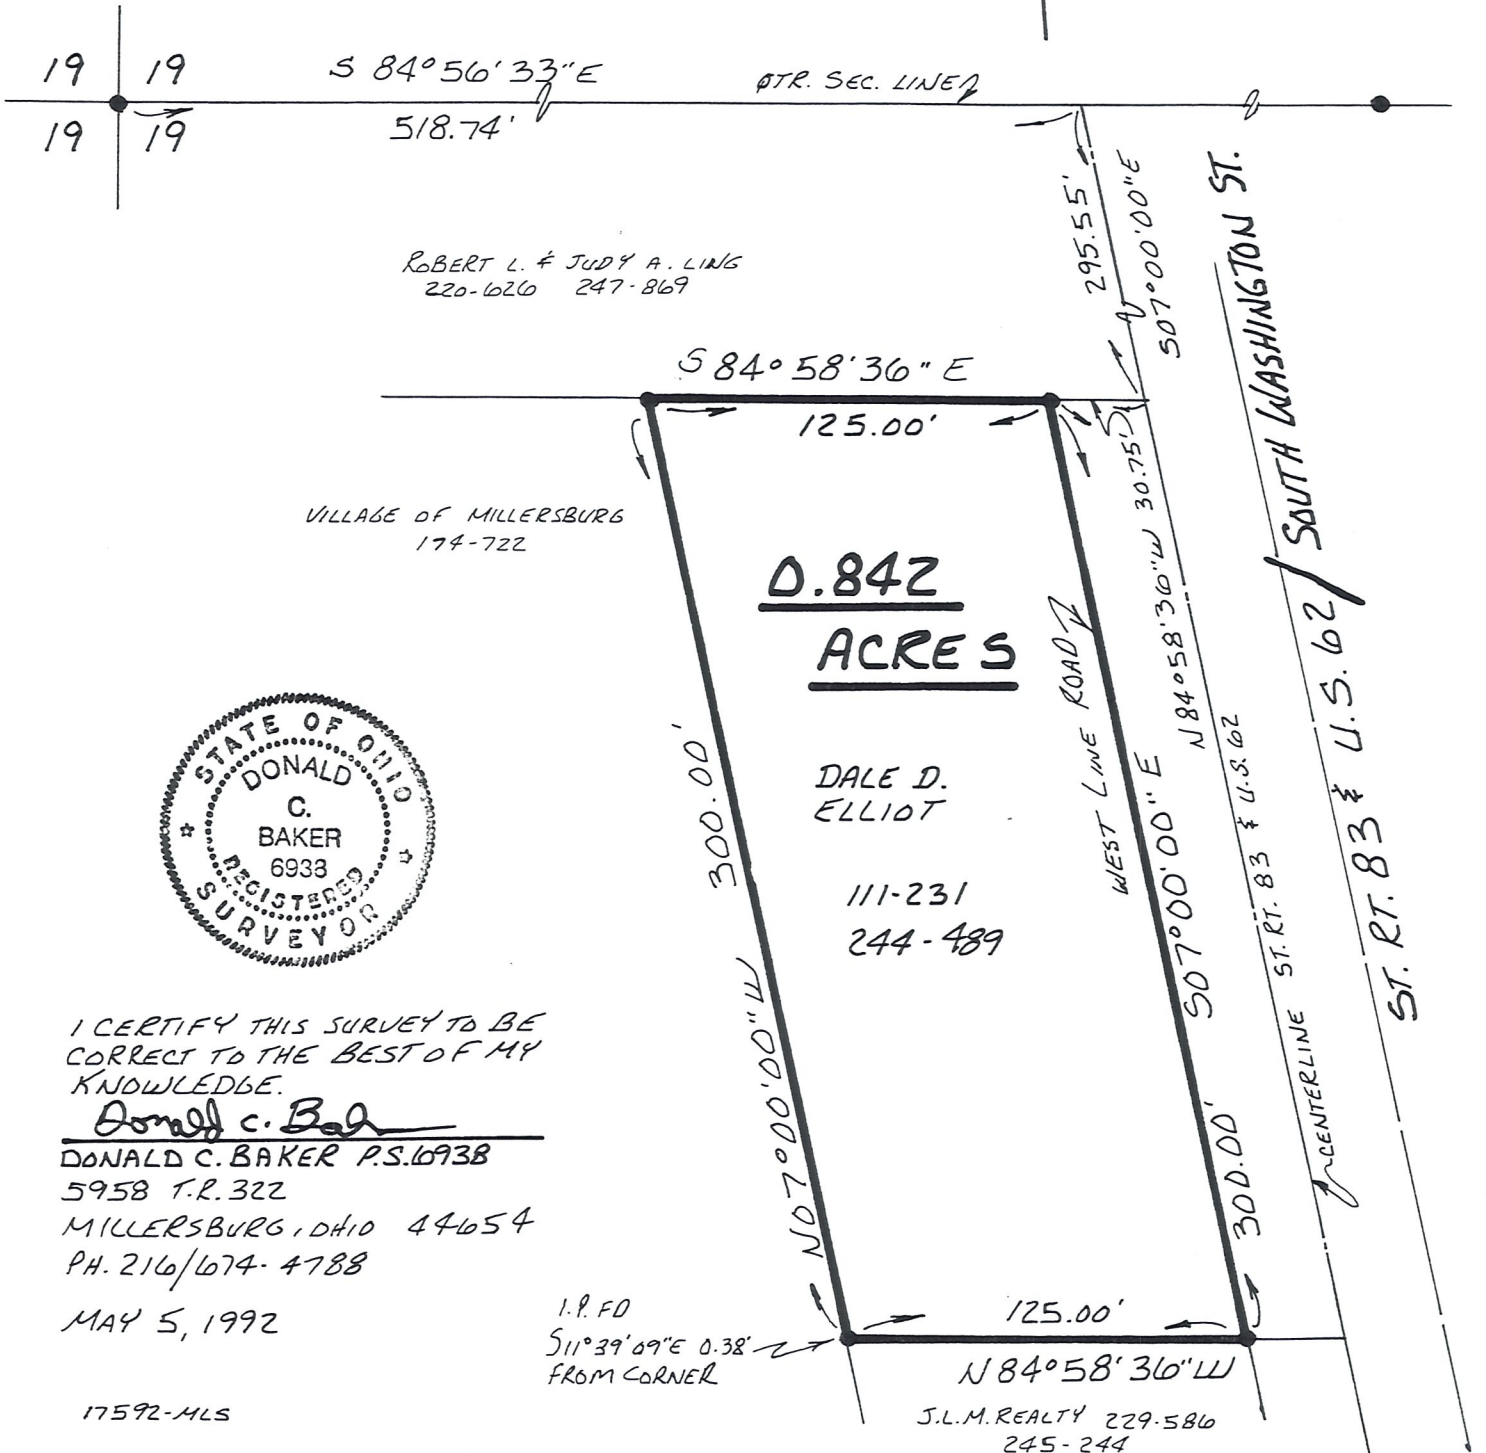 19 19
19 19
S 84°56'33"E
518.74'
QTR. SEC. LINE
295.55'
S07°00'00"E
ROBERT L. & JUDY A. LING
220-626 247-869
S 84°58'36" E
125.00'
N84°58'36"W 30.75'
VILLAGE OF MILLERSBURG
174-722
0.842
ACRES
DALE D.
ELLIOT
111-231
244-489
300.00'
N07°00'00"W
WEST LINE ROAD
S07°00'00" E
300.00'
CENTERLINE ST. RT. 83 & U.S. 62
ST. RT. 83 & U.S. 62 / SOUTH WASHINGTON ST.
STATE OF OHIO
DONALD
C.
BAKER
6938
REGISTERED
SURVEYOR
I CERTIFY THIS SURVEY TO BE
CORRECT TO THE BEST OF MY
KNOWLEDGE.
Donald C. Baker
DONALD C. BAKER P.S.6938
5958 T.R. 322
MILLERSBURG, OHIO 44654
PH. 216/674-4788
MAY 5, 1992
17592-MLS
I.P. FD
S11°39'09"E 0.38'
FROM CORNER
125.00'
N84°58'36"W
J.L.M. REALTY 229-586
245-244